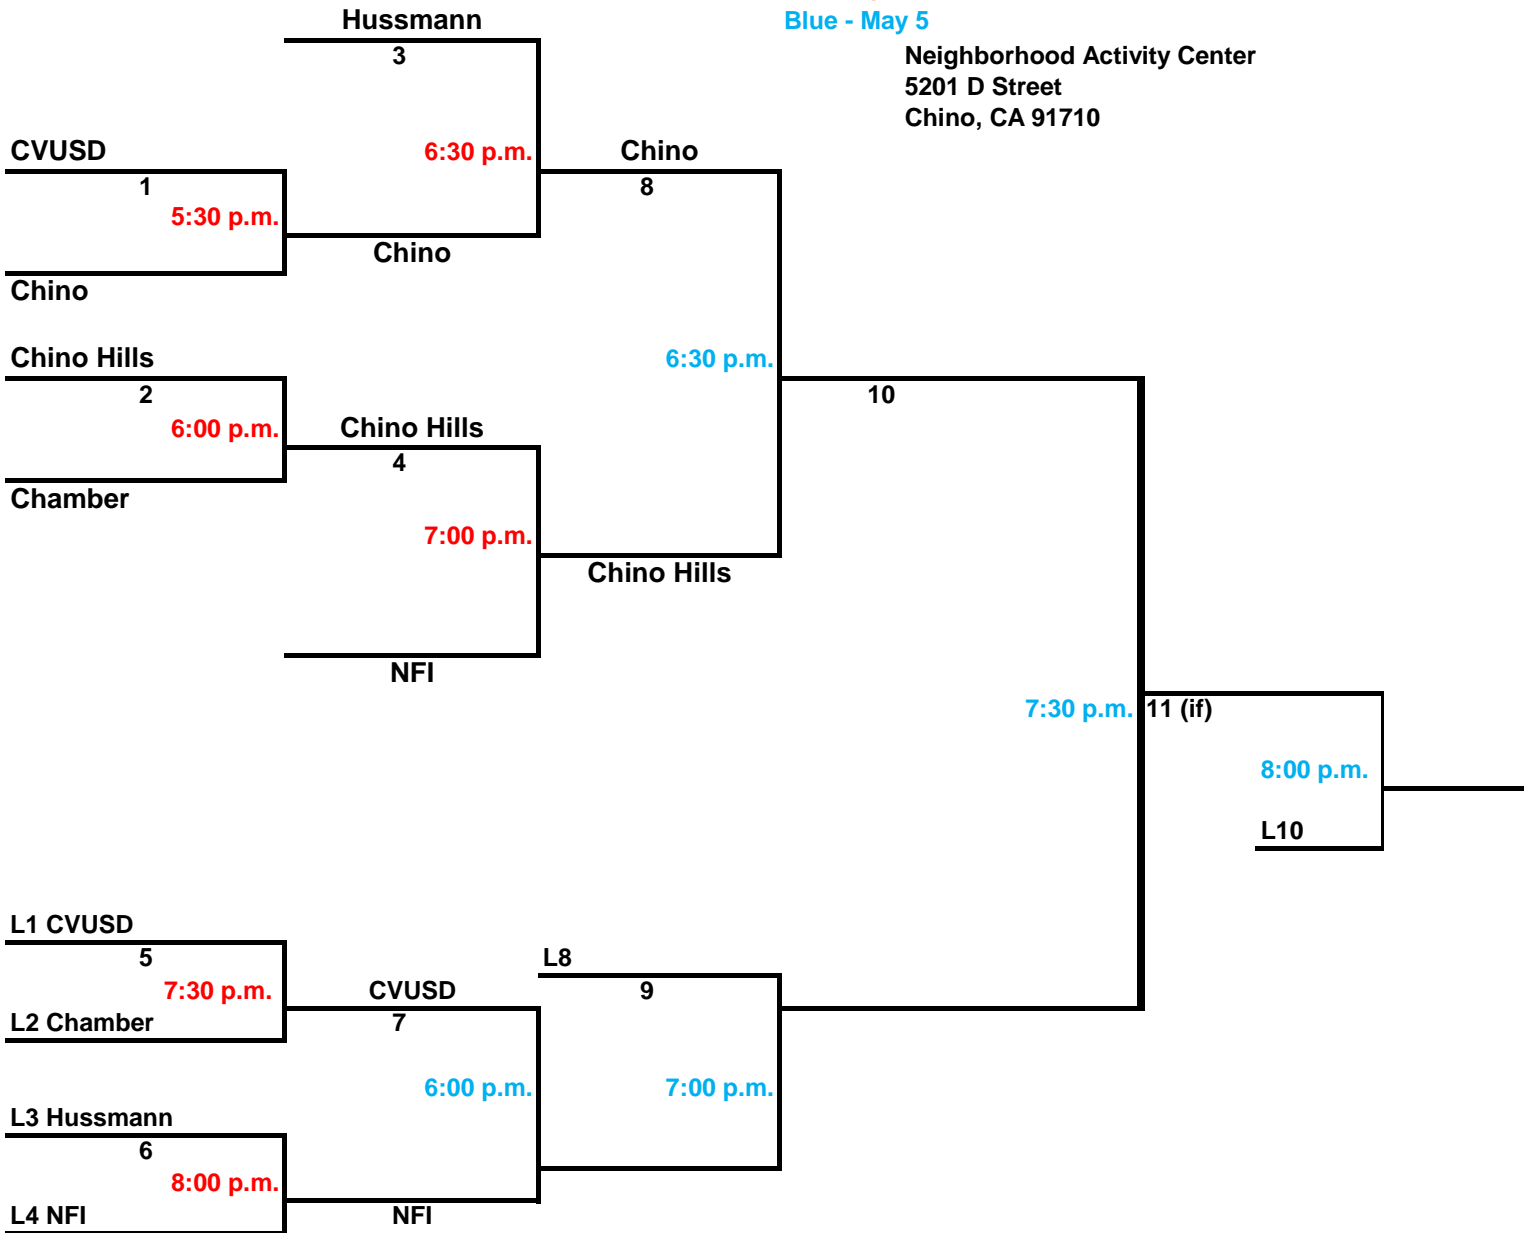 Hussmann
Blue - May 5
3
Neighborhood Activity Center
5201 D Street
Chino, CA 91710
CVUSD
6:30 p.m.
Chino
1
8
5:30 p.m.
Chino
Chino
Chino Hills
6:30 p.m.
2
10
6:00 p.m.
Chino Hills
4
Chamber
7:00 p.m.
Chino Hills
NFI
7:30 p.m.
11 (if)
8:00 p.m.
L10
L1 CVUSD
5
L8
7:30 p.m.
CVUSD
9
L2 Chamber
7
6:00 p.m.
7:00 p.m.
L3 Hussmann
6
8:00 p.m.
L4 NFI
NFI